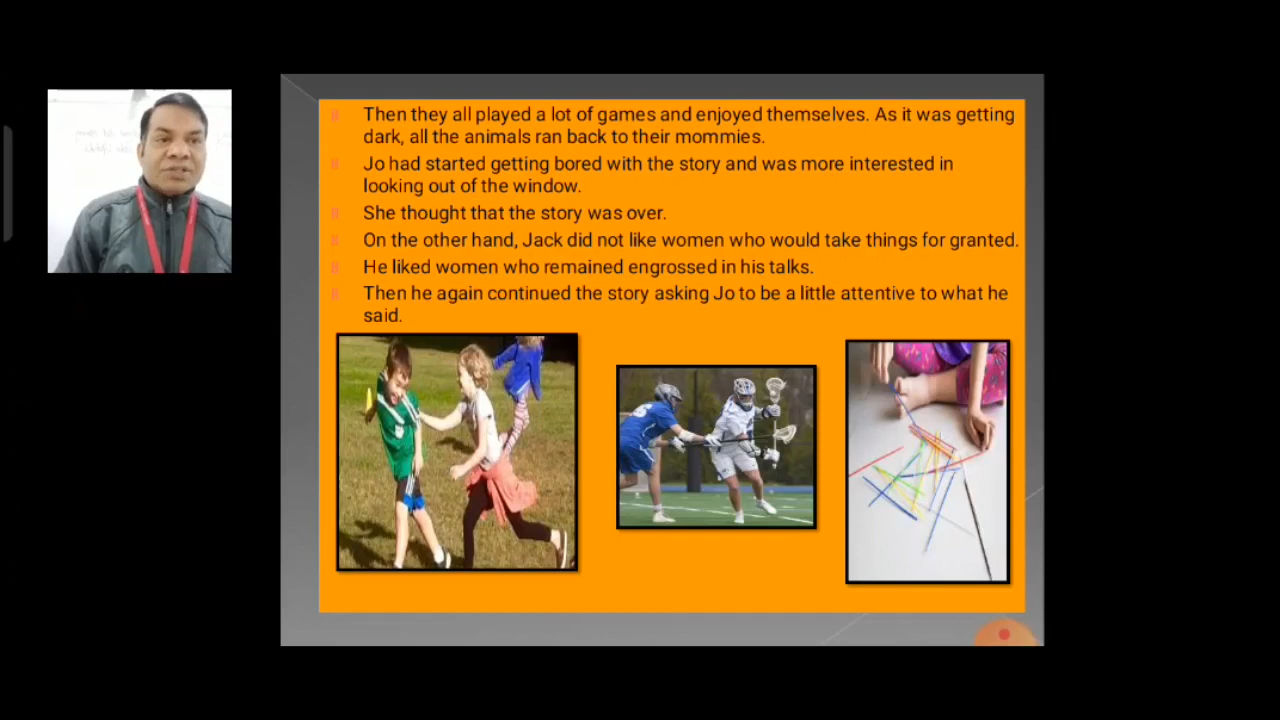 Then they all played a lot of games and enjoyed themselves. As it was getting
dark, all the animals ran back to their mommies.
Jo had started getting bored with the story and was more interested in
looking out of the window.
She thought that the story was over.
On the other hand, Jack did not like women who would take things for granted.
He liked women who remained engrossed in his talks.
Then he again continued the story asking Jo to be a little attentive to what he
said.